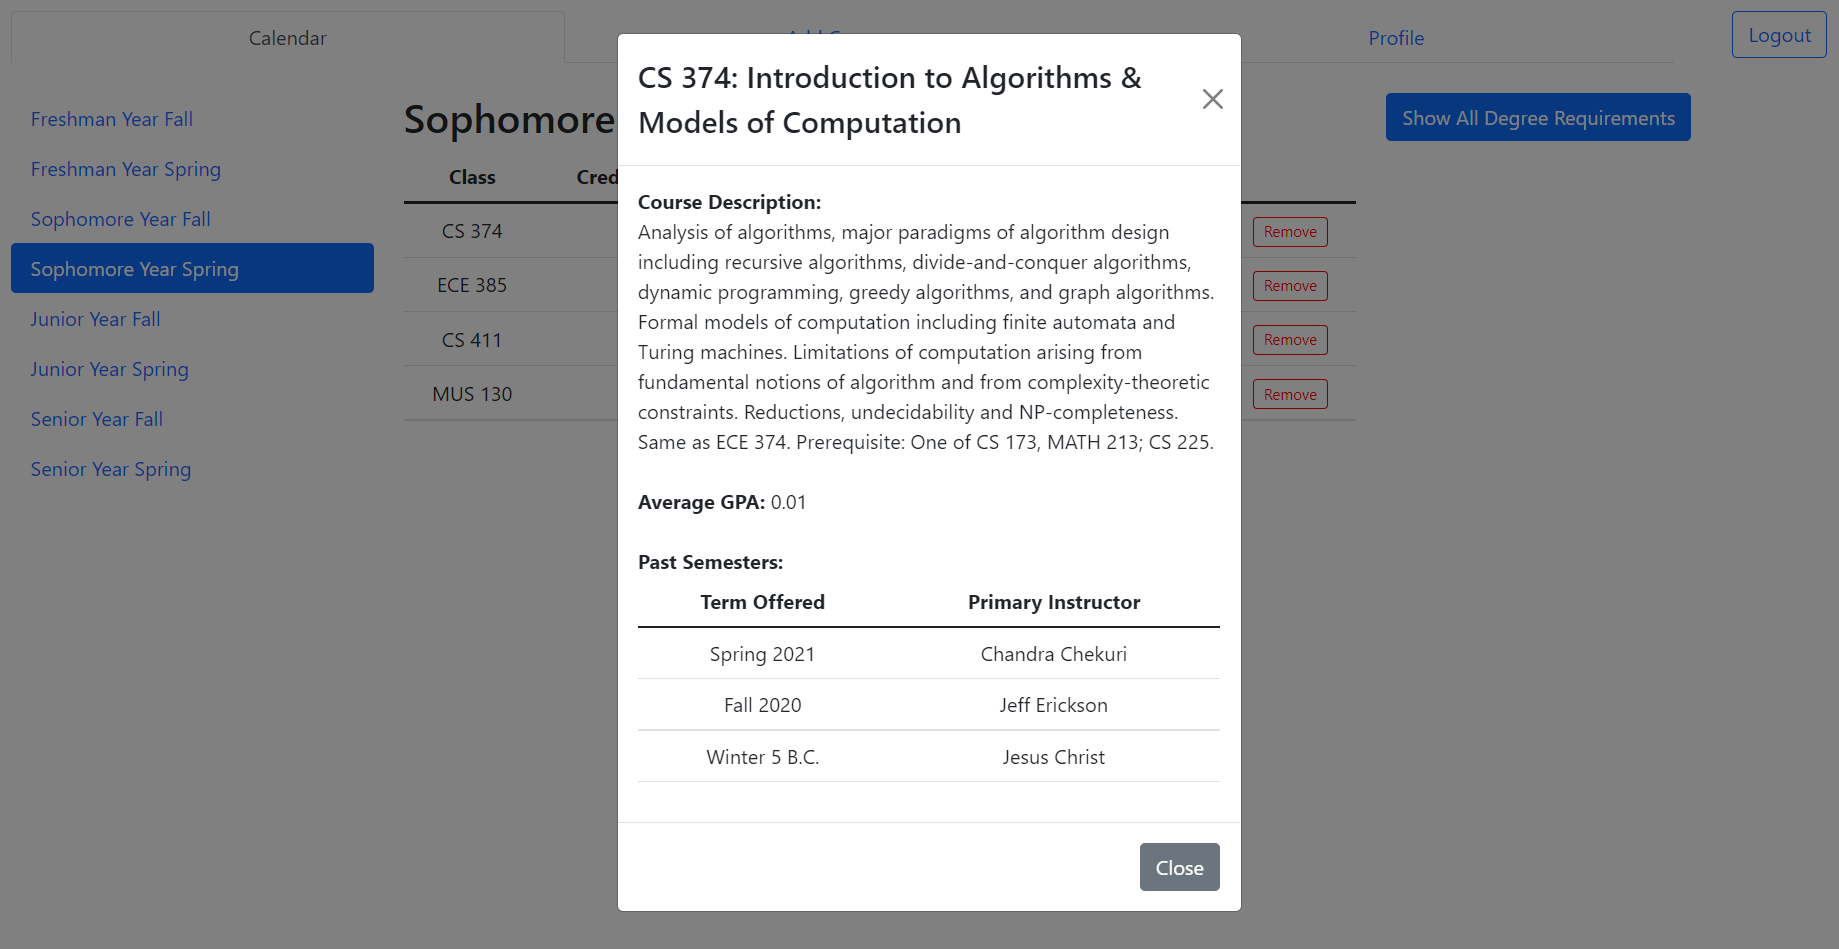 Calendar
Profile
Logout
CS 374: Introduction to Algorithms &
Models of Computation
Freshman Year Fall
Freshman Year Spring
Sophomore Year Fall
Sophomore Year Spring
Junior Year Fall
Junior Year Spring
Senior Year Fall
Senior Year Spring
Sophomore
Show All Degree Requirements
Class Cred
CS 374 Remove
ECE 385 Remove
CS 411 Remove
MUS 130 Remove
Course Description:
Analysis of algorithms, major paradigms of algorithm design
including recursive algorithms, divide-and-conquer algorithms,
dynamic programming, greedy algorithms, and graph algorithms.
Formal models of computation including finite automata and
Turing machines. Limitations of computation arising from
fundamental notions of algorithm and from complexity-theoretic
constraints. Reductions, undecidability and NP-completeness.
Same as ECE 374. Prerequisite: One of CS 173, MATH 213; CS 225.
Average GPA: 0.01
Past Semesters:
Term Offered Primary Instructor
Spring 2021 Chandra Chekuri
Fall 2020 Jeff Erickson
Winter 5 B.C. Jesus Christ
Close